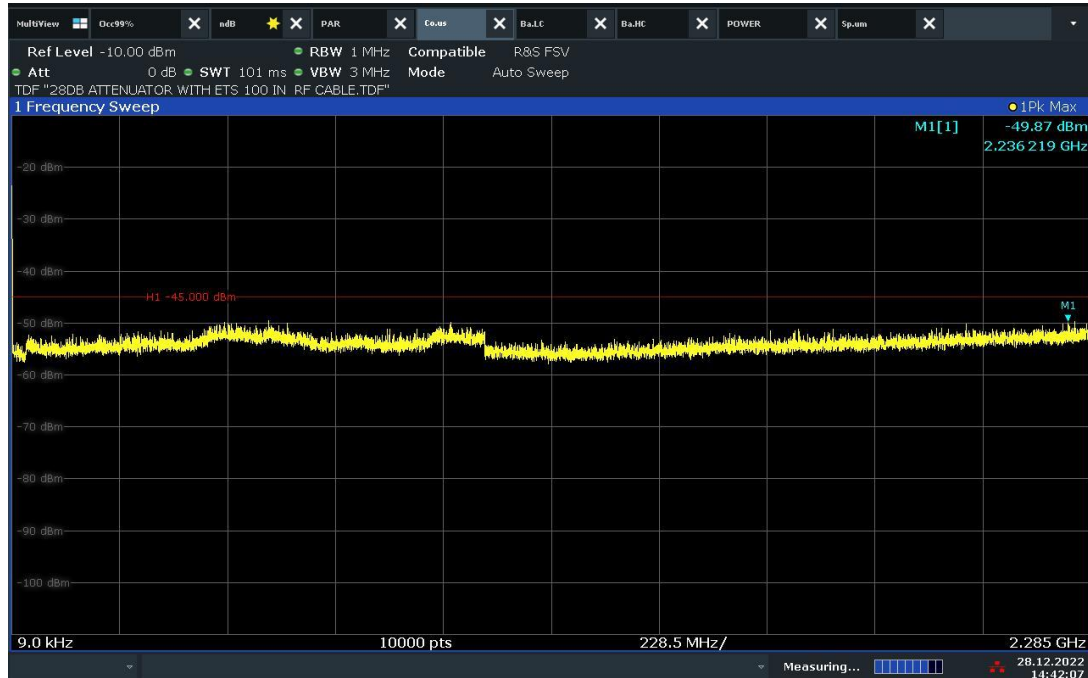 MultiView Occ99% ndB PAR Co.us Ba.LC Ba.HC POWER Sp.um
Ref Level -10.00 dBm RBW 1 MHz Compatible R&S FSV
Att 0 dB SWT 101 ms VBW 3 MHz Mode Auto Sweep
TDF "28DB ATTENUATOR WITH ETS 100 IN RF CABLE.TDF"
1 Frequency Sweep 1Pk Max
M1[1] -49.87 dBm
2.236 219 GHz
-20 dBm
-30 dBm
-40 dBm
H1 -45.000 dBm
M1
-50 dBm
-60 dBm
-70 dBm
-80 dBm
-90 dBm
-100 dBm
9.0 kHz 10000 pts 228.5 MHz/ 2.285 GHz
Measuring... 28.12.2022
14:42:07